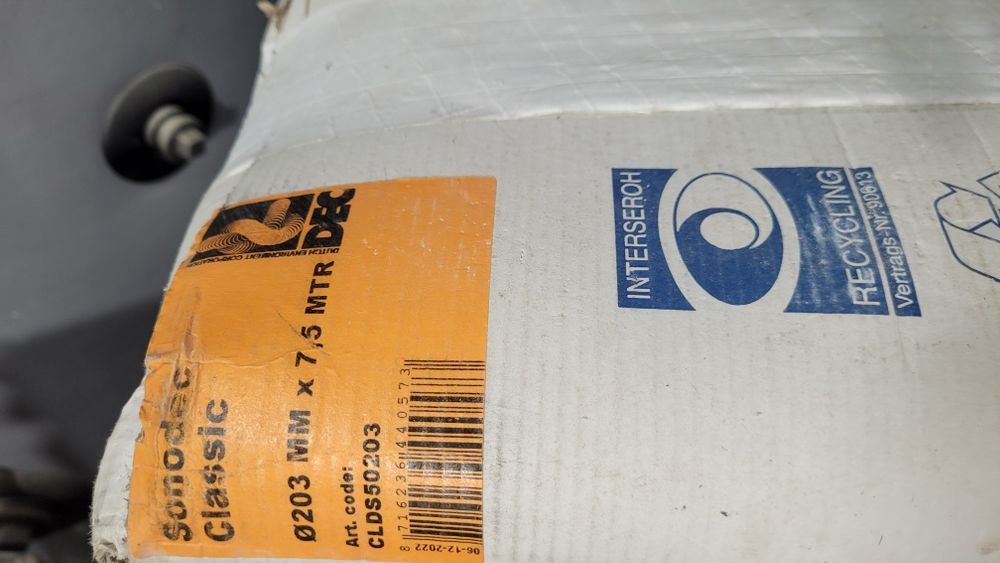 DEC
DUTCH ENVIRONMENT CORPORATION
Sonodec
Classic
Ø203 MM x 7,5 MTR
Art. code:
CLDS50203
8 716236 440573
06-12-2022
INTERSEROH
RECYCLING
Vertrags-Nr. 90613